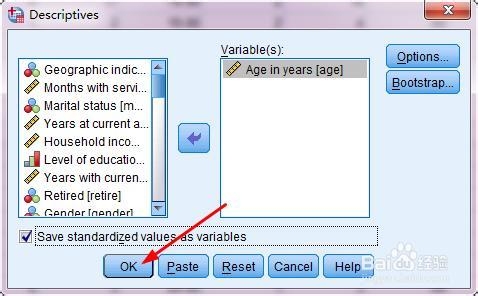 Descriptives
Variable(s):
Geographic indic...
Months with servi...
Marital status [m...
Years at current a...
Household inco...
Level of educatio...
Years with curren...
Retired [retire]
Gender [gender]
Age in years [age]
Options...
Bootstrap...
Save standardized values as variables
OK
Paste
Reset
Cancel
Help
Baidu 经验